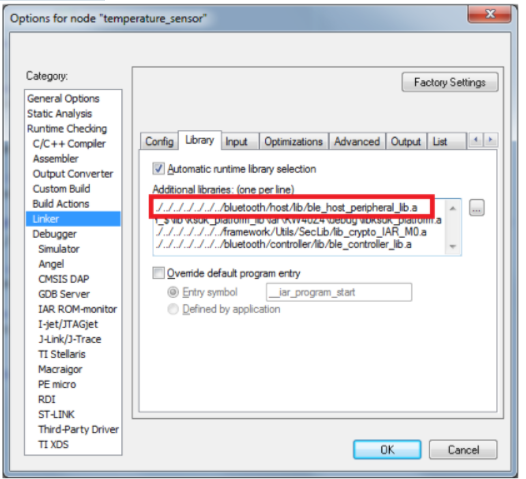 Options for node "temperature_sensor"
Category:
Factory Settings
General Options
Static Analysis
Runtime Checking
C/C++ Compiler
Assembler
Output Converter
Custom Build
Build Actions
Linker
Debugger
Simulator
Angel
CMSIS DAP
GDB Server
IAR ROM-monitor
I-jet/JTAGjet
J-Link/J-Trace
TI Stellaris
Macraigor
PE micro
RDI
ST-LINK
Third-Party Driver
TI XDS
Config Library Input Optimizations Advanced Output List
Automatic runtime library selection
Additional libraries: (one per line)
./../../../../../../bluetooth/host/lib/ble_host_peripheral_lib.a
./../../../../../../framework/Utils/SecLib/lib_crypto_IAR_M0.a
./../../../../../../bluetooth/controller/lib/ble_controller_lib.a
...
Override default program entry
Entry symbol __iar_program_start
Defined by application
OK Cancel